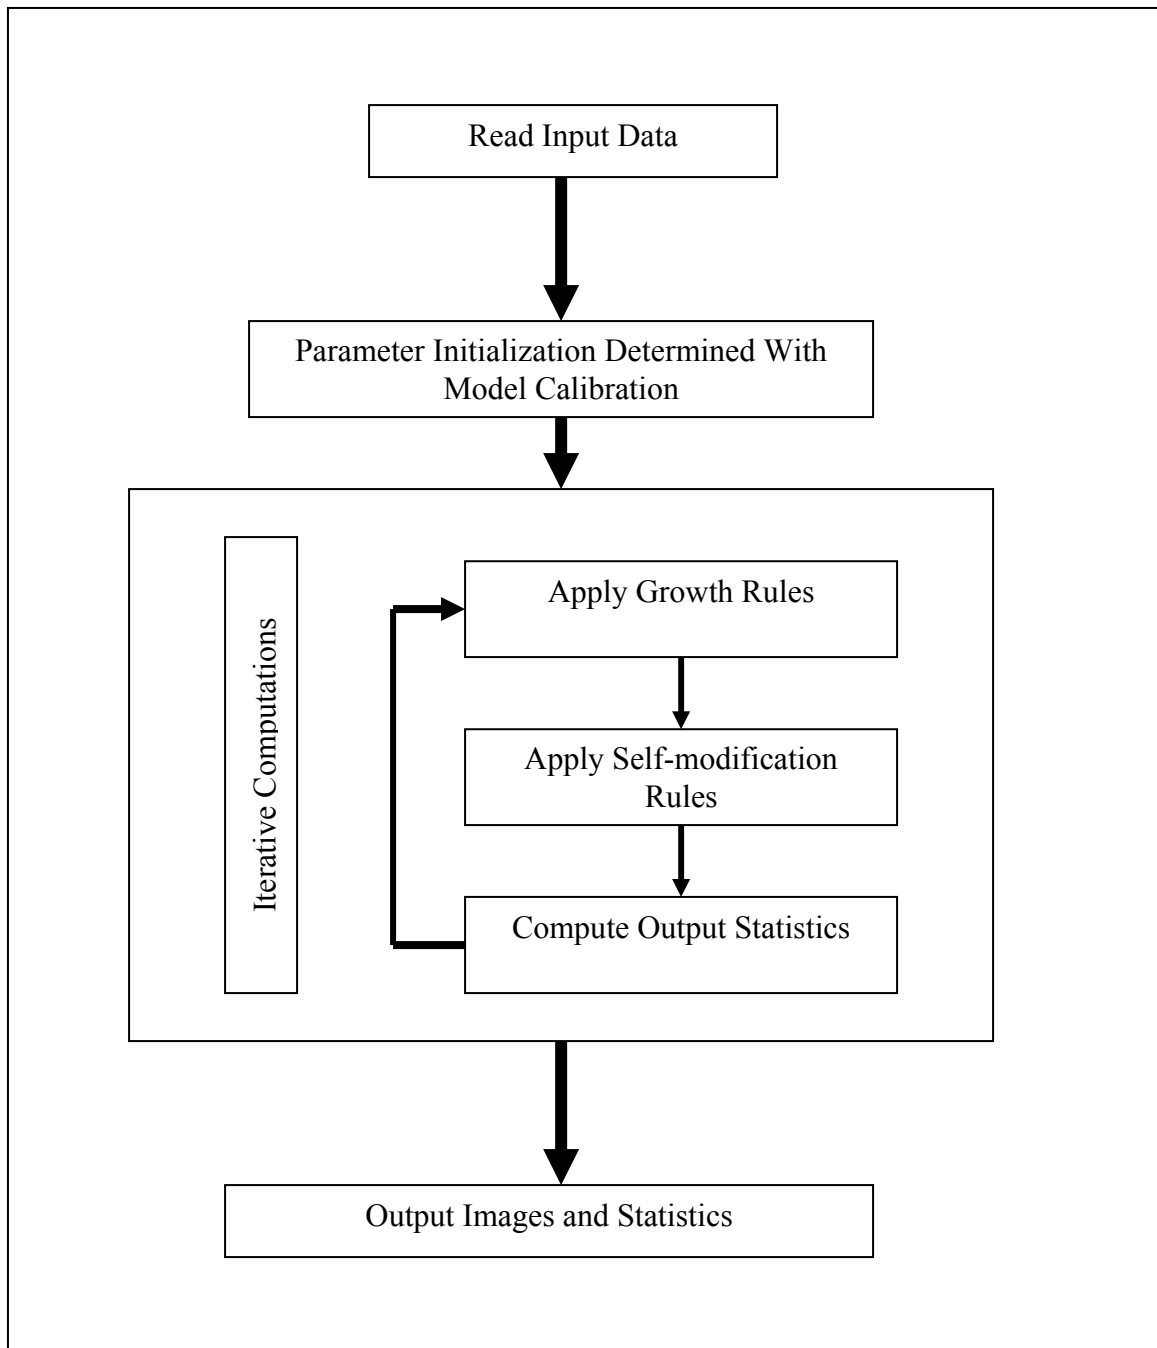 Read Input Data
Parameter Initialization Determined With
Model Calibration
Iterative Computations
Apply Growth Rules
Apply Self-modification
Rules
Compute Output Statistics
Output Images and Statistics